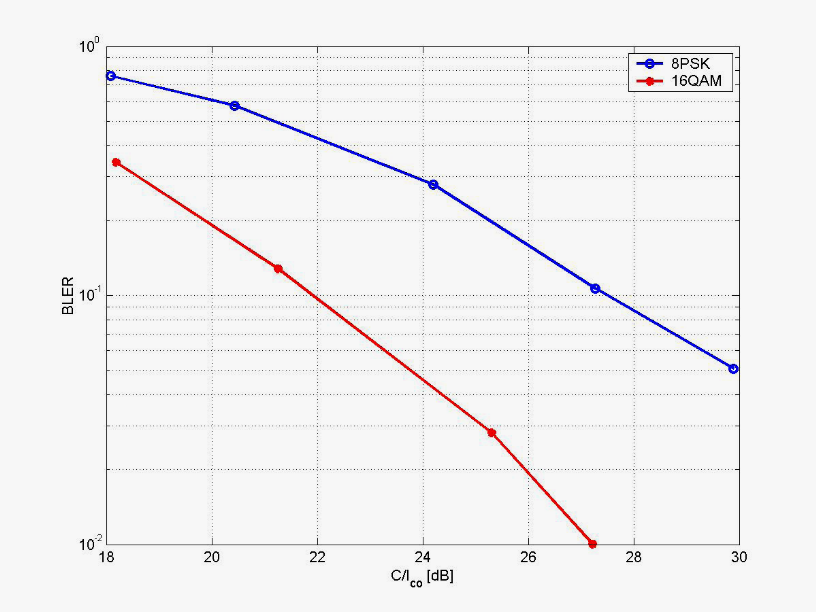 10^0
8PSK
16QAM
BLER
10^-1
10^-2
18 20 22 24 26 28 30
C/I_co [dB]